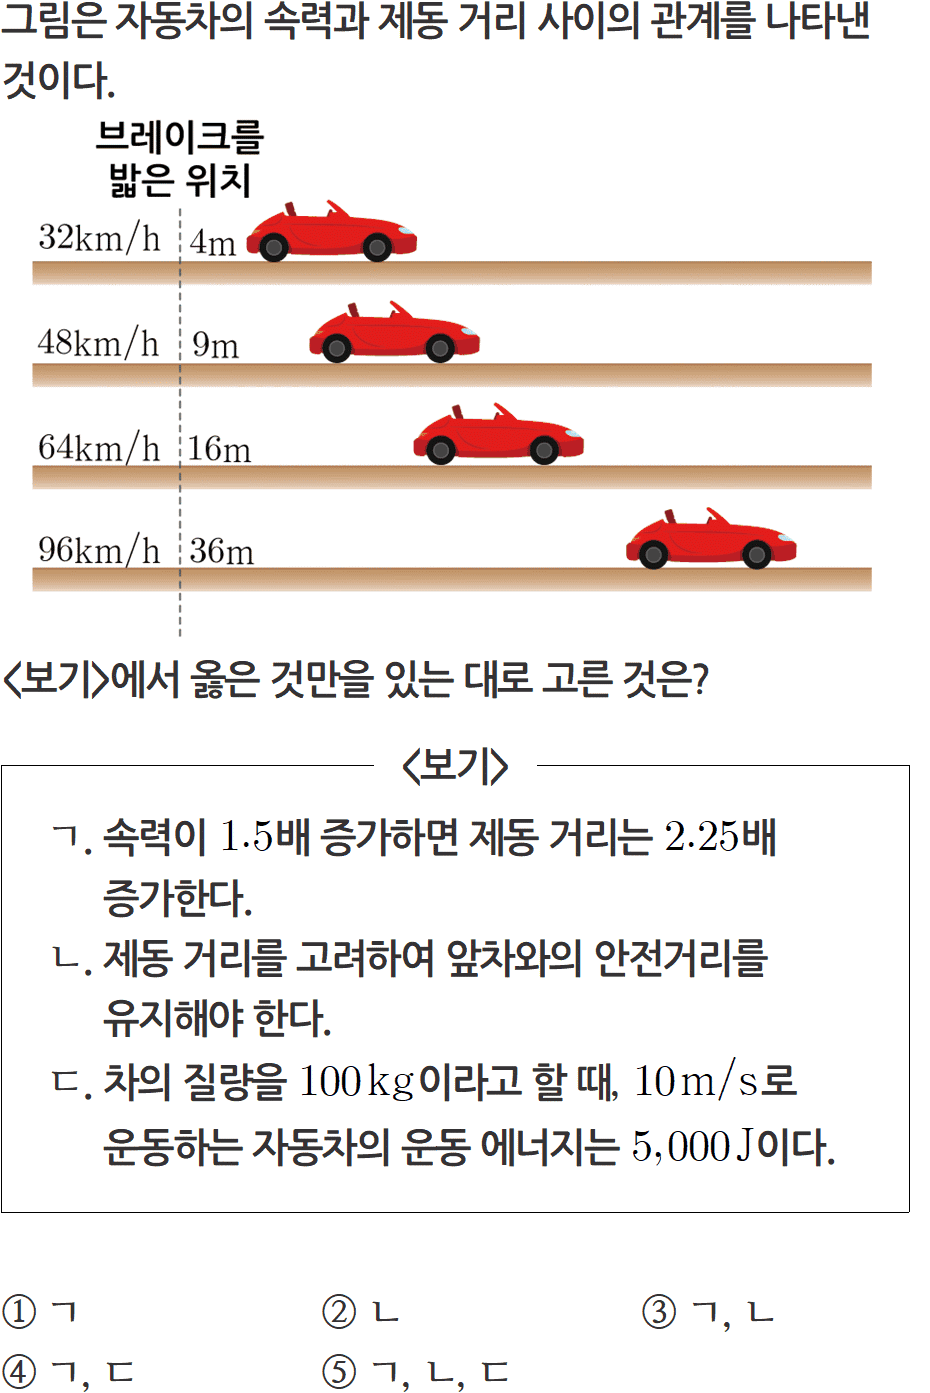 그림은 자동차의 속력과 제동 거리 사이의 관계를 나타낸
것이다.
브레이크를
밟은 위치
32km/h 4m
48km/h 9m
64km/h 16m
96km/h 36m
<보기>에서 옳은 것만을 있는 대로 고른 것은?
<보기>
ㄱ. 속력이 1.5배 증가하면 제동 거리는 2.25배
증가한다.
ㄴ. 제동 거리를 고려하여 앞차와의 안전거리를
유지해야 한다.
ㄷ. 차의 질량을 100kg이라고 할 때, 10m/s로
운동하는 자동차의 운동 에너지는 5,000J이다.
① ㄱ ② ㄴ ③ ㄱ, ㄴ
④ ㄱ, ㄷ ⑤ ㄱ, ㄴ, ㄷ